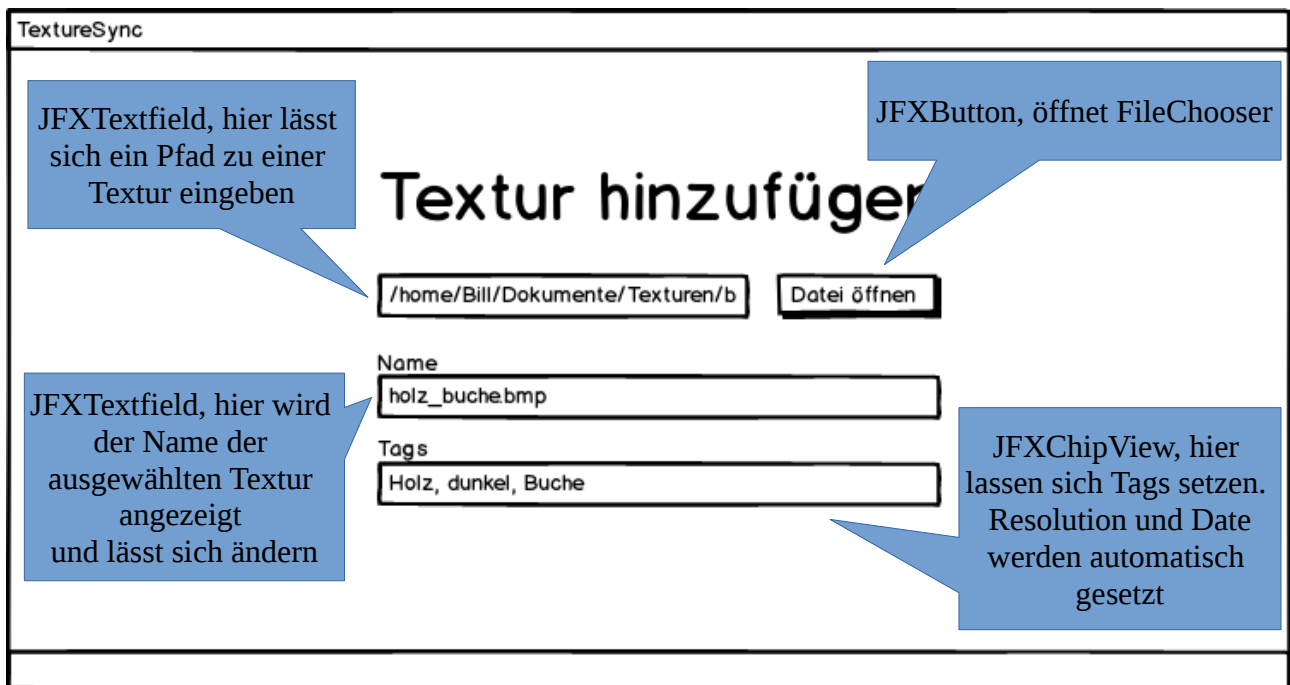 TextureSync
JFXTextfield, hier lässt
sich ein Pfad zu einer
Textur eingeben
JFXButton, öffnet FileChooser
Textur hinzufügen
/home/Bill/Dokumente/Texturen/b
Datei öffnen
Name
holz_buche.bmp
JFXTextfield, hier wird
der Name der
ausgewählten Textur
angezeigt
und lässt sich ändern
Tags
Holz, dunkel, Buche
JFXChipView, hier
lassen sich Tags setzen.
Resolution und Date
werden automatisch
gesetzt